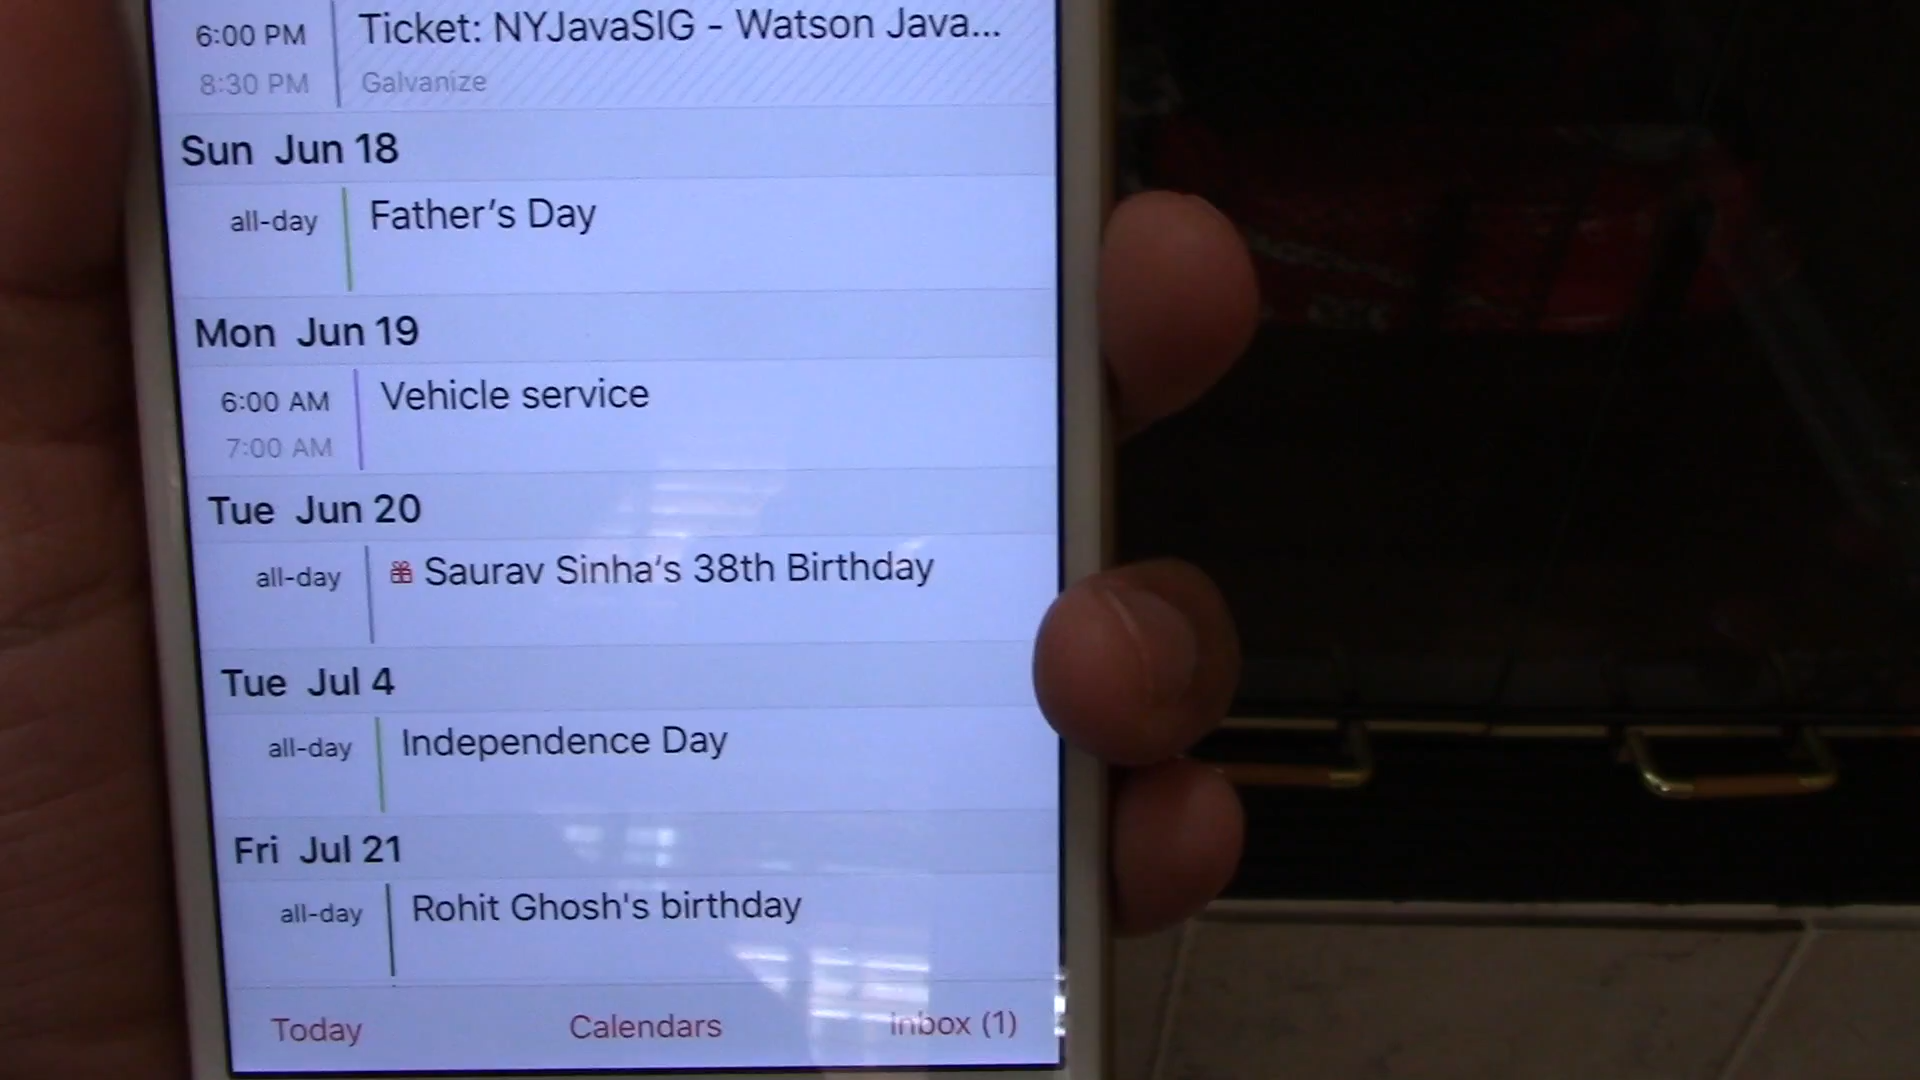 6:00 PM Ticket: NYJavaSIG - Watson Java...
8:30 PM Galvanize
Sun Jun 18
all-day Father's Day
Mon Jun 19
6:00 AM Vehicle service
7:00 AM
Tue Jun 20
all-day Saurav Sinha's 38th Birthday
Tue Jul 4
all-day Independence Day
Fri Jul 21
all-day Rohit Ghosh's birthday
Today Calendars Inbox (1)